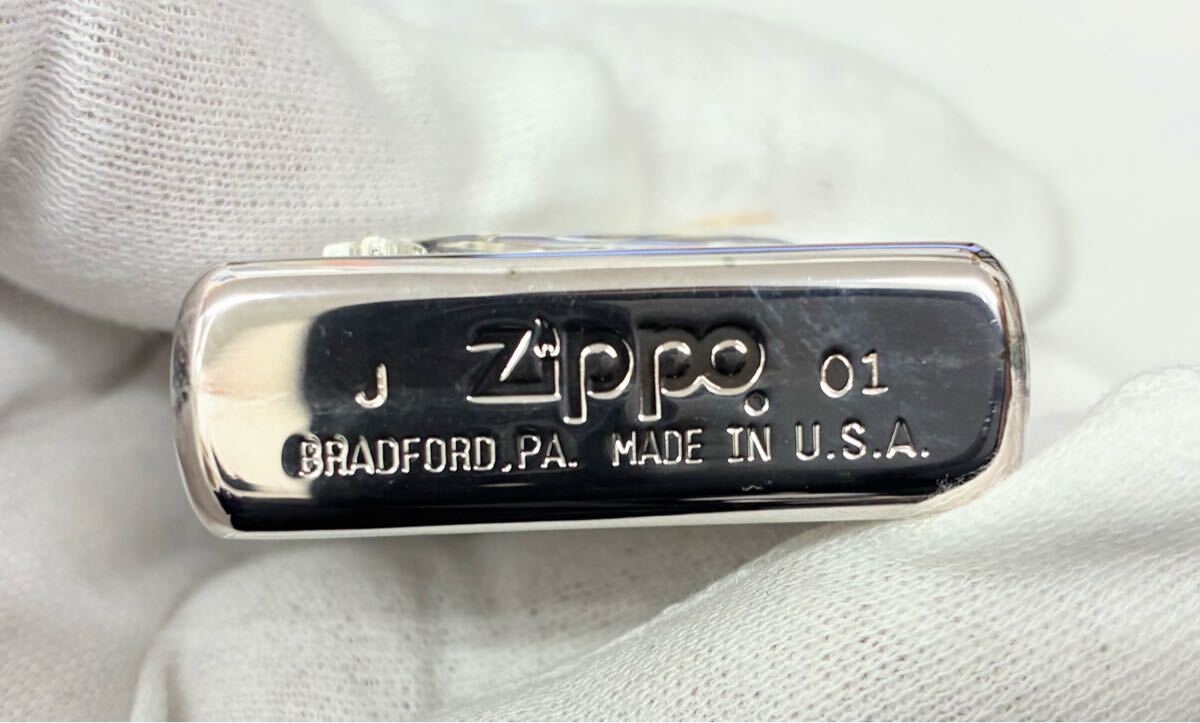 J Zippo 01
BRADFORD, PA. MADE IN U.S.A.